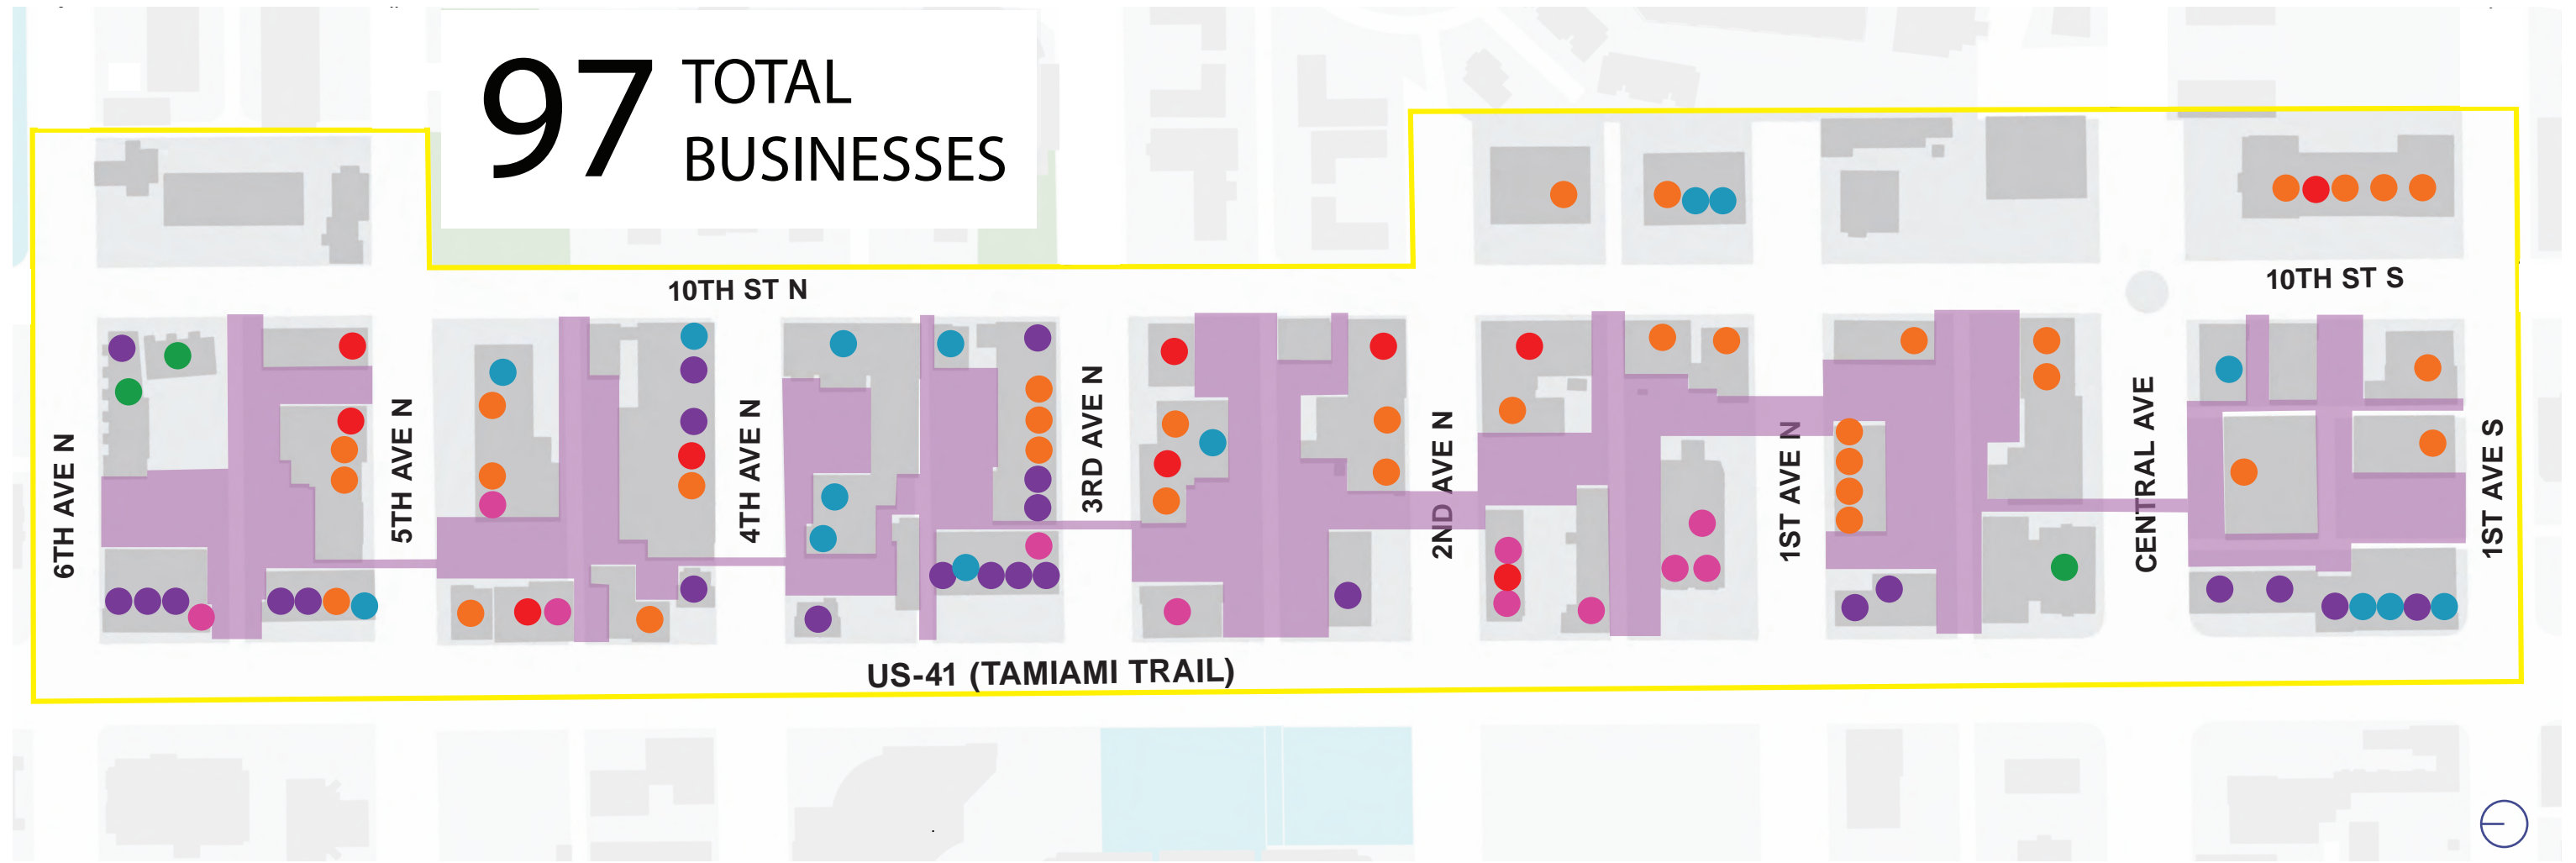 97 TOTAL
BUSINESSES
10TH ST N
10TH ST S
6TH AVE N
5TH AVE N
4TH AVE N
3RD AVE N
2ND AVE N
1ST AVE N
CENTRAL AVE
1ST AVE S
US-41 (TAMIAMI TRAIL)